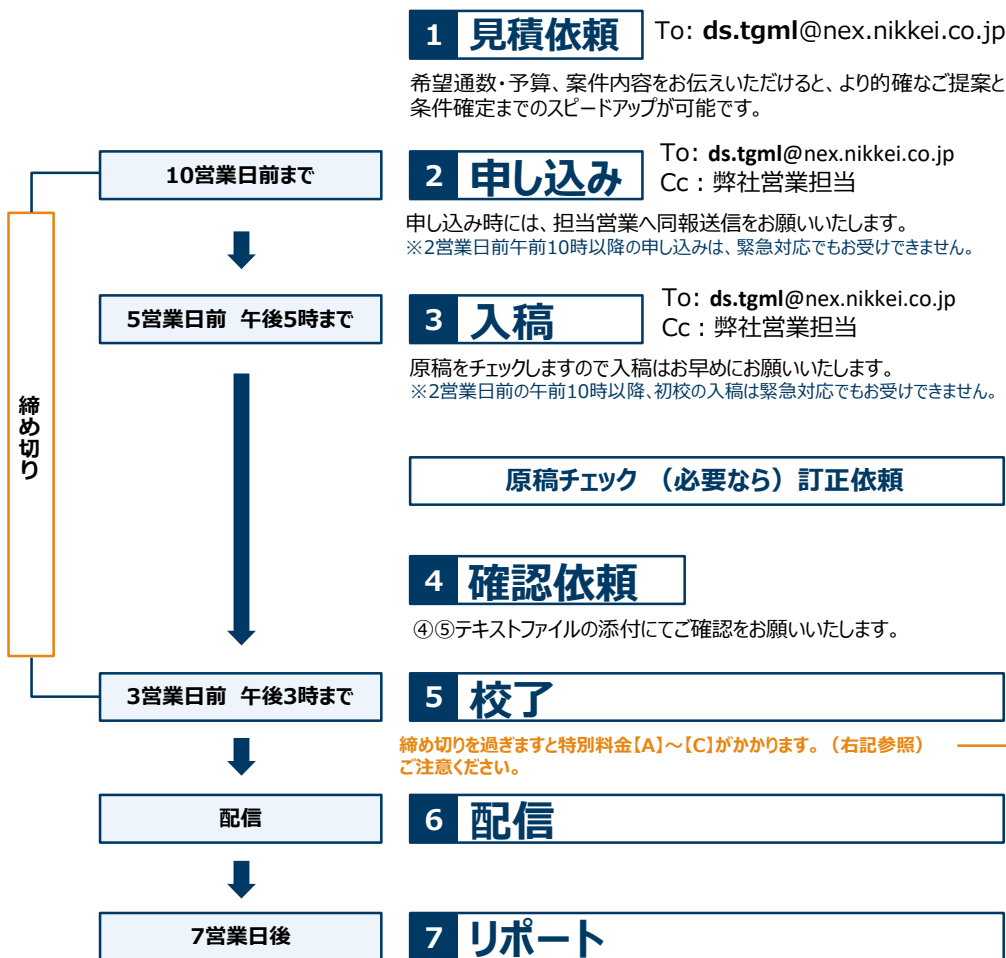 1 見積依頼 To: ds.tgml@nex.nikkei.co.jp
希望通数・予算、案件内容をお伝えいただけると、より的確なご提案と
条件確定までのスピードアップが可能です。
10営業日前まで
2 申し込み To: ds.tgml@nex.nikkei.co.jp
Cc：弊社営業担当
申し込み時には、担当営業へ同報送信をお願いいたします。
※2営業日前午前10時以降の申し込みは、緊急対応でもお受けできません。
5営業日前 午後5時まで
3 入稿 To: ds.tgml@nex.nikkei.co.jp
Cc：弊社営業担当
原稿をチェックしますので入稿はお早めにお願いいたします。
※2営業日前の午前10時以降、初校の入稿は緊急対応でもお受けできません。
締め切り
原稿チェック （必要なら）訂正依頼
4 確認依頼
④⑤テキストファイルの添付にてご確認をお願いいたします。
3営業日前 午後3時まで
5 校了
締め切りを過ぎますと特別料金【A】～【C】がかかります。（右記参照）
ご注意ください。
配信
6 配信
7営業日後
7 リポート